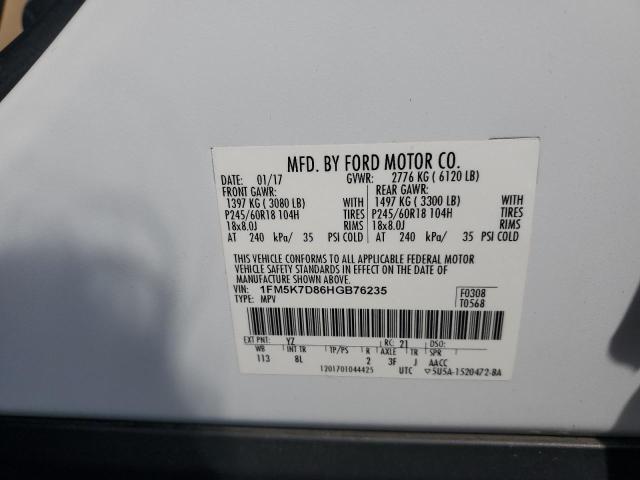 MFD. BY FORD MOTOR CO.
DATE: 01/17 GVWR: 2776 KG ( 6120 LB)
FRONT GAWR: REAR GAWR:
1397 KG ( 3080 LB) WITH 1497 KG ( 3300 LB) WITH
P245/60R18 104H TIRES P245/60R18 104H TIRES
18x8.0J RIMS 18x8.0J RIMS
AT 240 kPa/ 35 PSI COLD AT 240 kPa/ 35 PSI COLD
THIS VEHICLE CONFORMS TO ALL APPLICABLE FEDERAL MOTOR
VEHICLE SAFETY STANDARDS IN EFFECT ON THE DATE OF
MANUFACTURE SHOWN ABOVE.
VIN: 1FM5K7D86HGB76235 F0308
TYPE: MPV T0568
EXT PNT: YZ RC: 21 DSO:
WB INT TR TP/PS R AXLE TR SPR
113 8L 2 3F J AACC
1201701044425 UTC ▽5U5A-1520472-BA